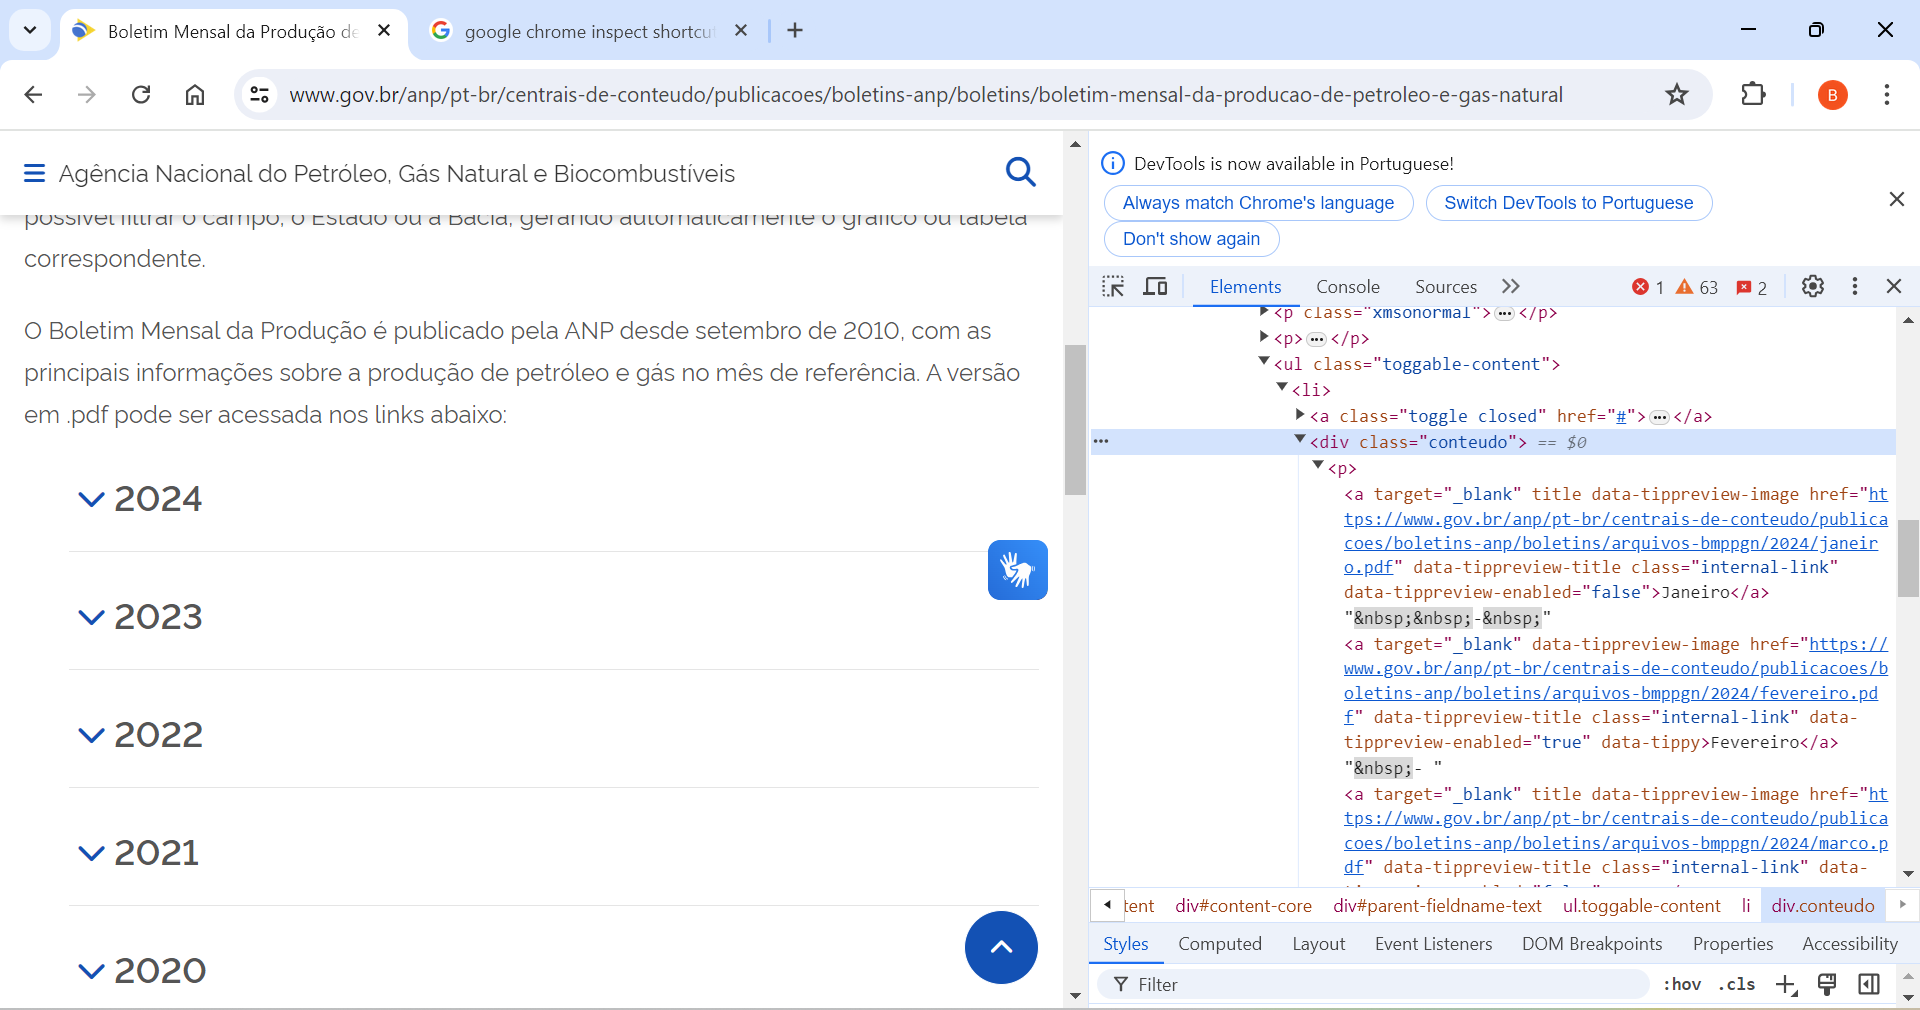 Boletim Mensal da Produção de
google chrome inspect shortcut
www.gov.br/anp/pt-br/centrais-de-conteudo/publicacoes/boletins-anp/boletins/boletim-mensal-da-producao-de-petroleo-e-gas-natural
B
Agência Nacional do Petróleo, Gás Natural e Biocombustíveis
possível filtrar o campo, o Estado ou a Bacia, gerando automaticamente o gráfico ou tabela
correspondente.
O Boletim Mensal da Produção é publicado pela ANP desde setembro de 2010, com as
principais informações sobre a produção de petróleo e gás no mês de referência. A versão
em .pdf pode ser acessada nos links abaixo:
2024
2023
2022
2021
2020
DevTools is now available in Portuguese!
Always match Chrome's language
Switch DevTools to Portuguese
Don't show again
Elements Console Sources 1 63 2
<p class="xmsonormal">…</p>
<p>…</p>
<ul class="toggable-content">
<li>
<a class="toggle closed" href="#">…</a>
<div class="conteudo"> == $0
<p>
<a target="_blank" title data-tippreview-image href="ht
tps://www.gov.br/anp/pt-br/centrais-de-conteudo/publica
coes/boletins-anp/boletins/arquivos-bmppgn/2024/janeir
o.pdf" data-tippreview-title class="internal-link"
data-tippreview-enabled="false">Janeiro</a>
"&nbsp;&nbsp;-&nbsp;"
<a target="_blank" data-tippreview-image href="https://
www.gov.br/anp/pt-br/centrais-de-conteudo/publicacoes/b
oletins-anp/boletins/arquivos-bmppgn/2024/fevereiro.pd
f" data-tippreview-title class="internal-link" data-
tippreview-enabled="true" data-tippy>Fevereiro</a>
"&nbsp;- "
<a target="_blank" title data-tippreview-image href="ht
tps://www.gov.br/anp/pt-br/centrais-de-conteudo/publica
coes/boletins-anp/boletins/arquivos-bmppgn/2024/marco.p
df" data-tippreview-title class="internal-link" data-
tent div#content-core div#parent-fieldname-text ul.toggable-content li div.conteudo
Styles Computed Layout Event Listeners DOM Breakpoints Properties Accessibility
Filter :hov .cls